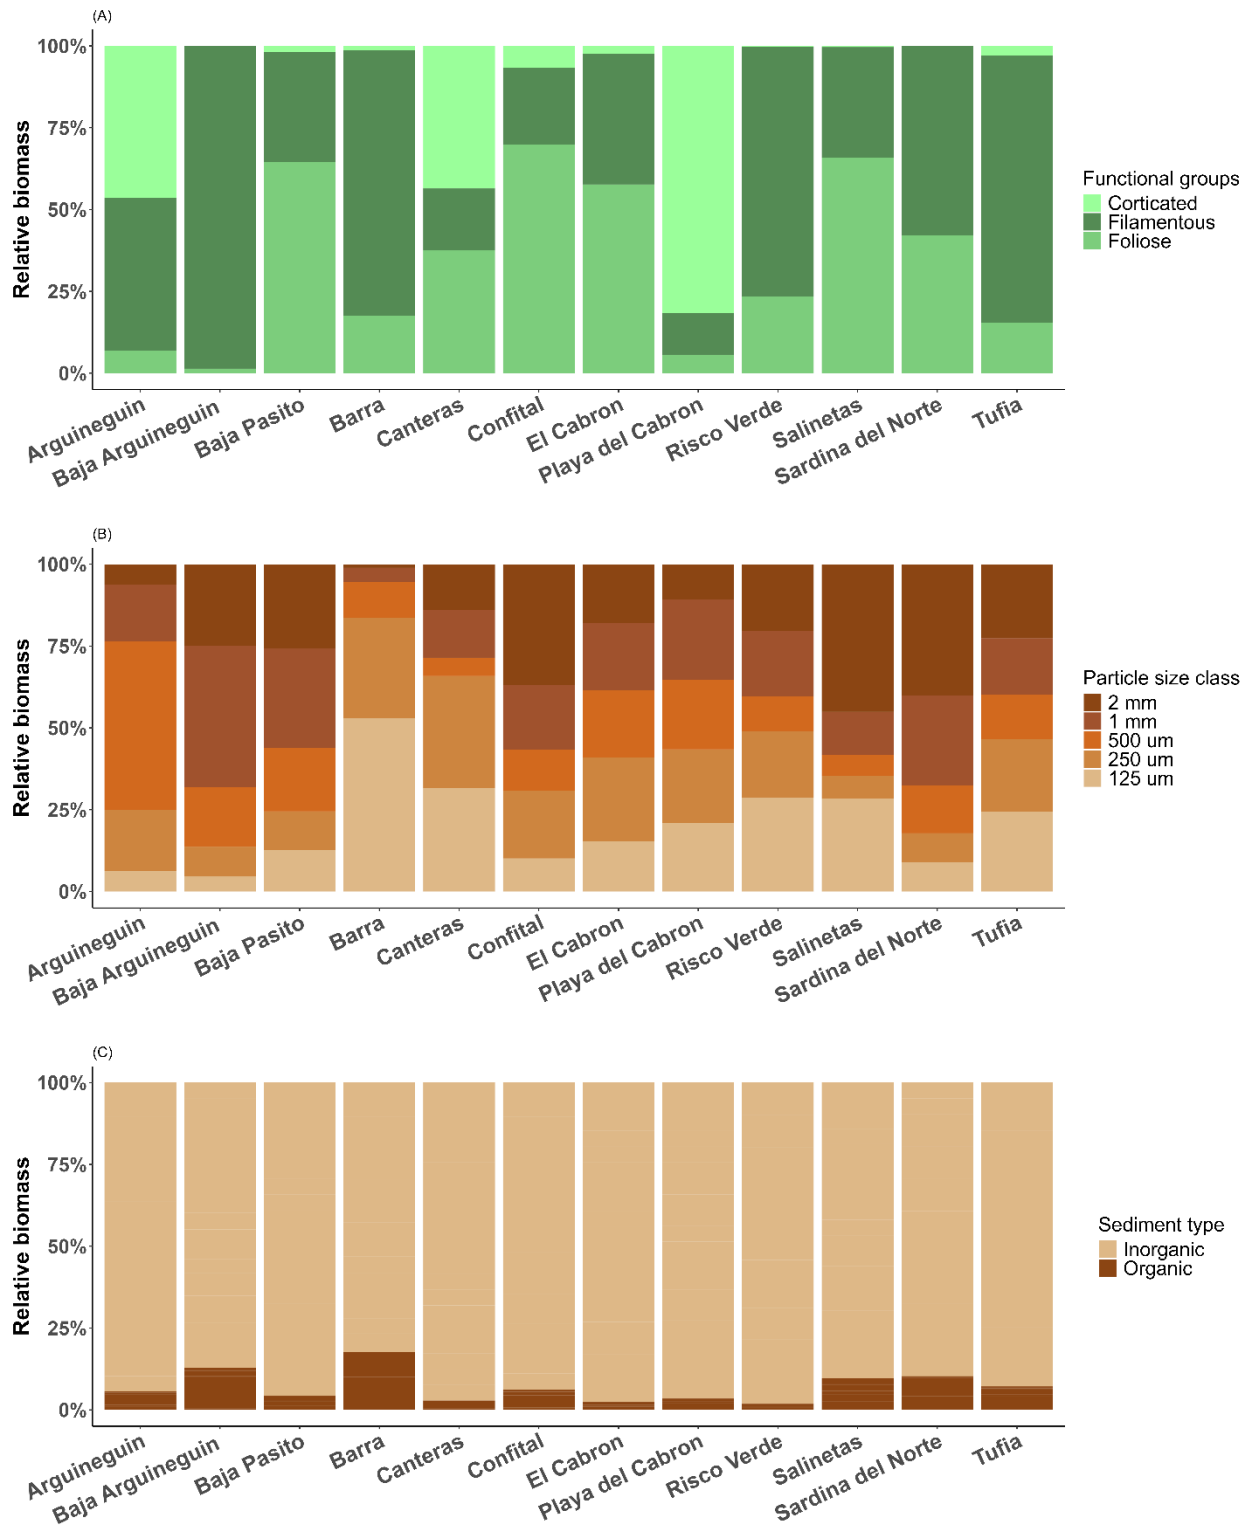 (A)
100%
75%
50%
25%
0%
Relative biomass
Arguineguin
Baja Arguineguin
Baja Pasito
Barra
Canteras
Confital
El Cabron
Playa del Cabron
Risco Verde
Salinetas
Sardina del Norte
Tufia
Functional groups
Corticated
Filamentous
Foliose
(B)
100%
75%
50%
25%
0%
Relative biomass
Arguineguin
Baja Arguineguin
Baja Pasito
Barra
Canteras
Confital
El Cabron
Playa del Cabron
Risco Verde
Salinetas
Sardina del Norte
Tufia
Particle size class
2 mm
1 mm
500 um
250 um
125 um
(C)
100%
75%
50%
25%
0%
Relative biomass
Arguineguin
Baja Arguineguin
Baja Pasito
Barra
Canteras
Confital
El Cabron
Playa del Cabron
Risco Verde
Salinetas
Sardina del Norte
Tufia
Sediment type
Inorganic
Organic